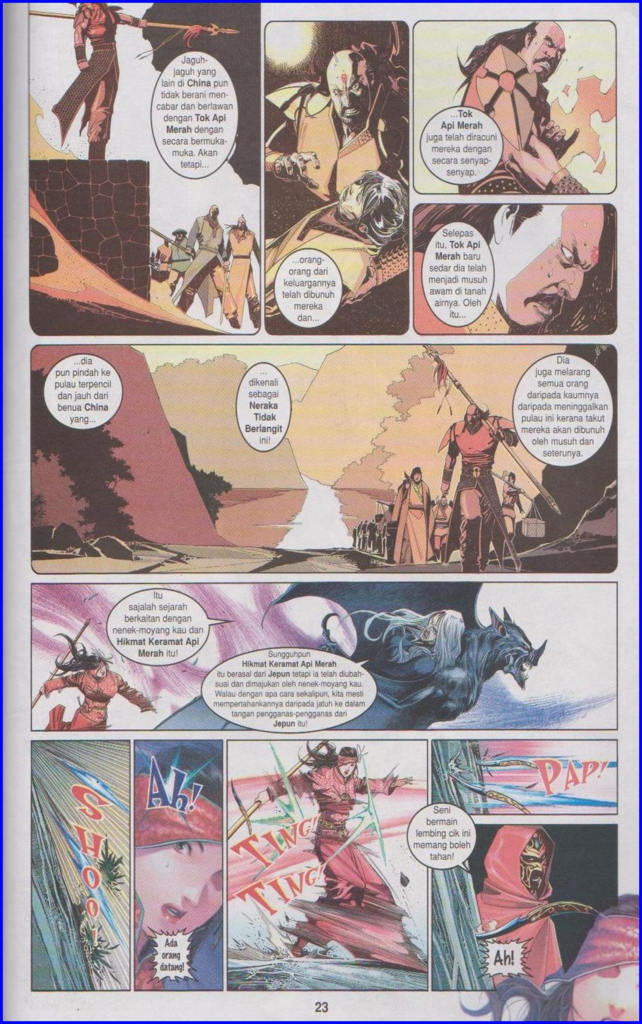 Jaguh-
jaguh yang
lain di China pun
tidak berani men-
cabar dan berlawan
dengan Tok Api
Merah dengan
secara bermuka-
muka. Akan
tetapi...
...orang-
orang dari
keluargannya
telah dibunuh
mereka
dan...
...Tok
Api Merah
juga telah diracuni
mereka dengan
secara senyap-
senyap.
Selepas
itu, Tok Api
Merah baru
sedar dia telah
menjadi musuh
awam di tanah
airnya. Oleh
itu...
...dia
pun pindah ke
pulau terpencil
dan jauh dari
benua China
yang...
...
dikenali
sebagai
Neraka
Tidak
Berlangit
ini!
Dia
juga melarang
semua orang
daripada kaumnya
daripada meninggalkan
pulau ini kerana takut
mereka akan dibunuh
oleh musuh dan
seterunya.
Itu
sajalah sejarah
berkaitan dengan
nenek-moyang kau dan
Hikmat Keramat Api
Merah itu!
Sungguhpun
Hikmat Keramat Api Merah
itu berasal dari Jepun tetapi ia telah diubah-
suai dan dimajukan oleh nenek-moyang kau.
Walau dengan apa cara sekalipun, kita mesti
mempertahankannya daripada jatuh ke dalam
tangan pengganas-pengganas dari
Jepun itu!
SHOO!
Ah!
Ada
orang
datang!
TING!
TING!
PAP!
Seni
bermain
lembing cik ini
memang boleh
tahan!
Ah!
23